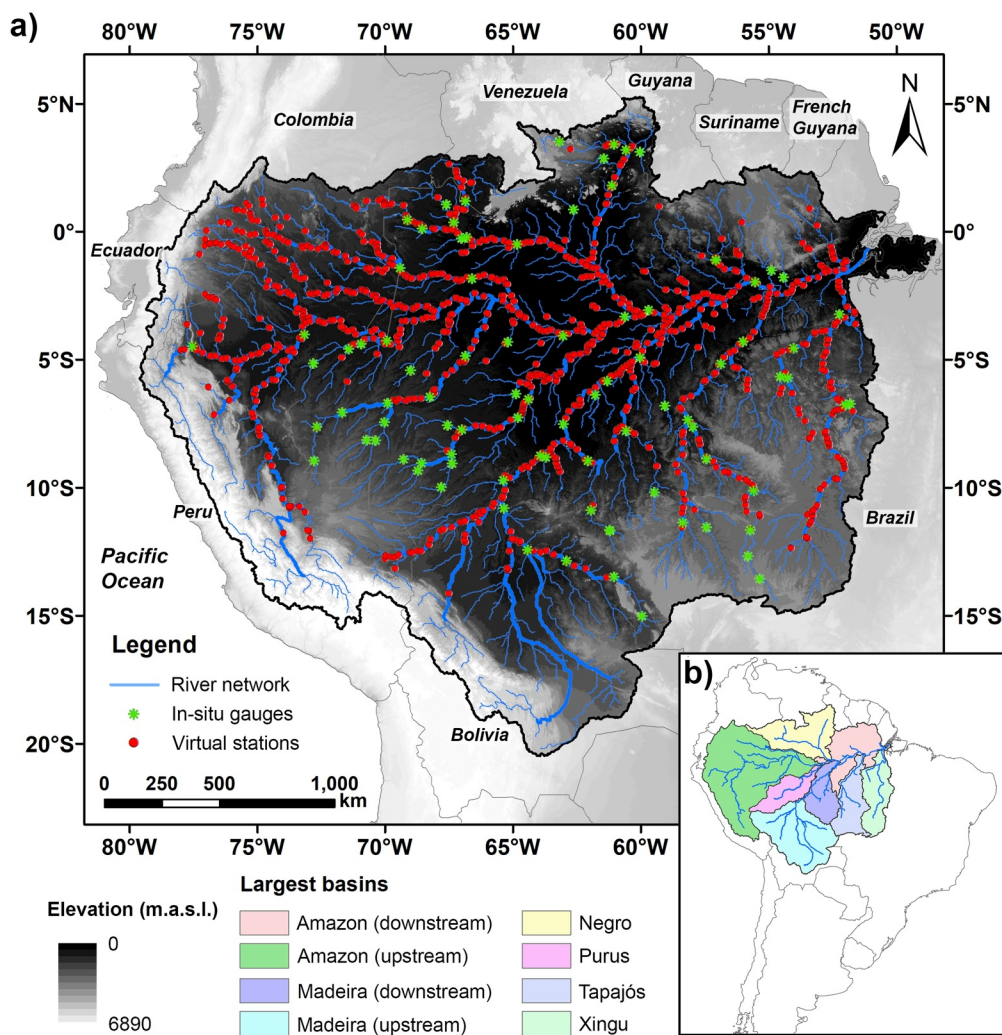 a)
80°W 75°W 70°W 65°W 60°W 55°W 50°W
N
5°N
0°
5°S
10°S
15°S
20°S
5°N
0°
5°S
10°S
15°S
Colombia
Venezuela
Guyana
Suriname
French
Guyana
Ecuador
Peru
Brazil
Pacific
Ocean
Bolivia
Legend
River network
In-situ gauges
Virtual stations
0 250 500 1,000
km
80°W 75°W 70°W 65°W 60°W
b)
Elevation (m.a.s.l.)
0
6890
Largest basins
Amazon (downstream)
Amazon (upstream)
Madeira (downstream)
Madeira (upstream)
Negro
Purus
Tapajós
Xingu